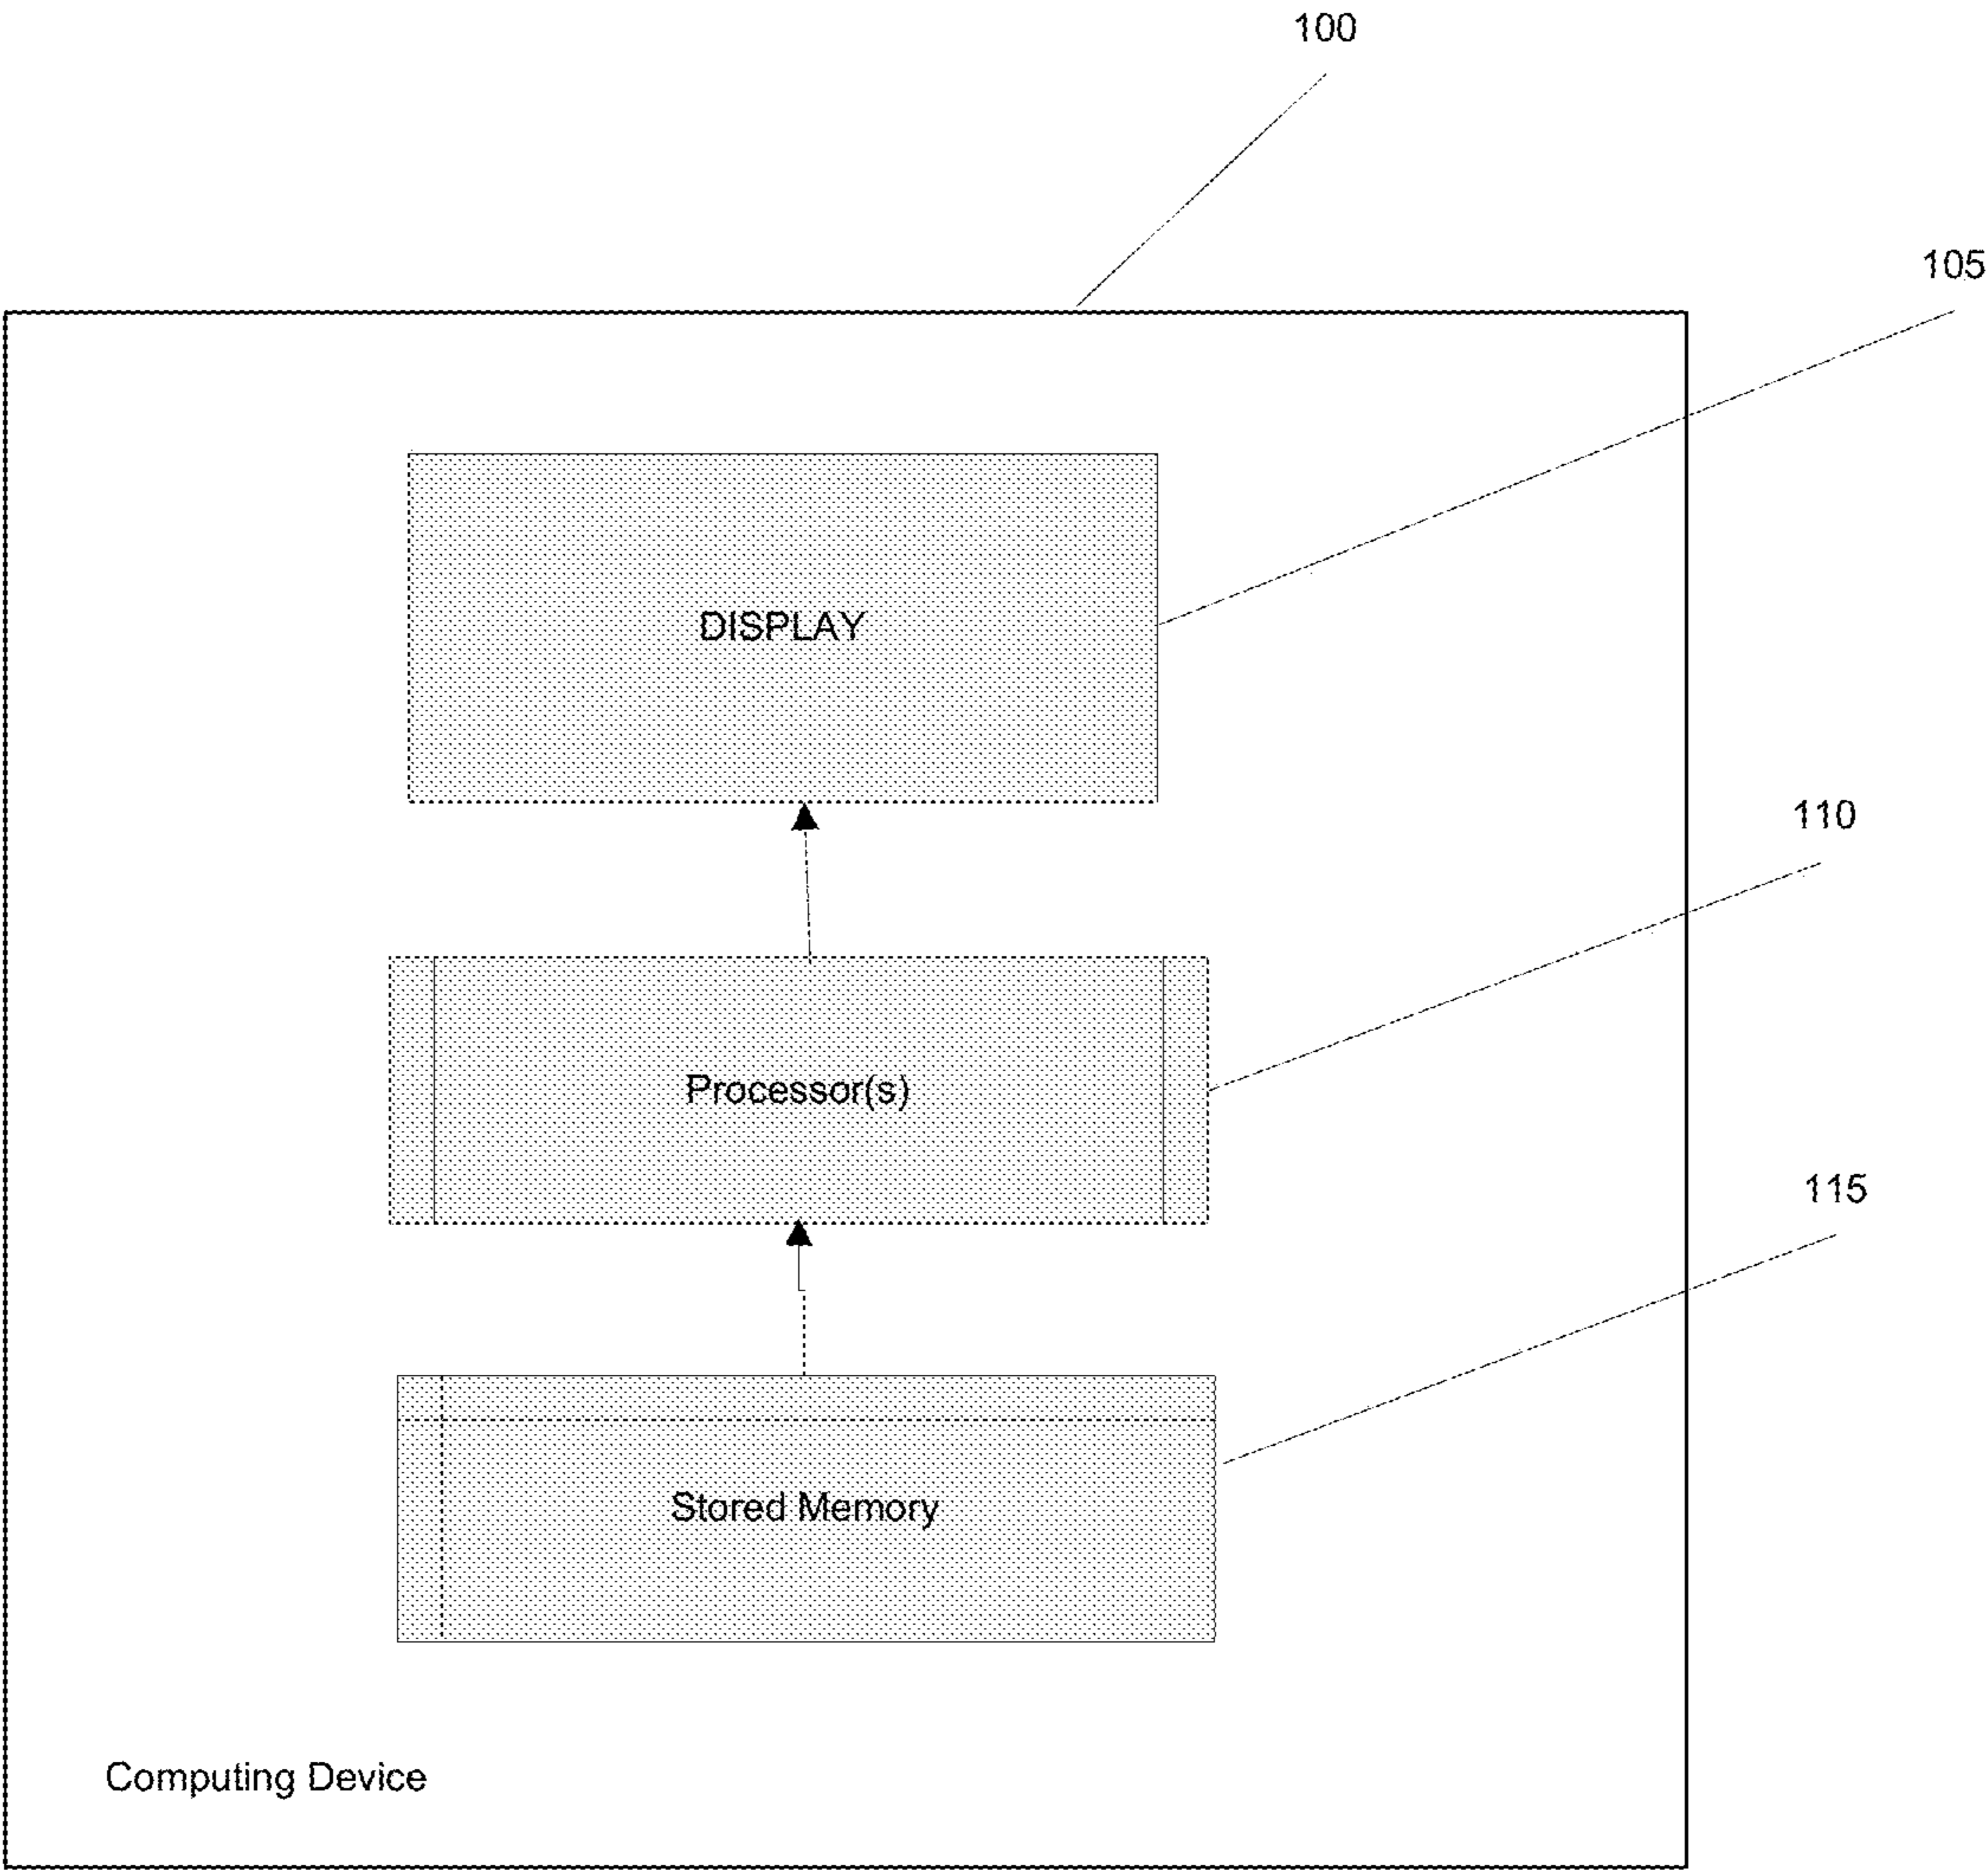 100
105
DISPLAY
110
Processor(s)
115
Stored Memory
Computing Device